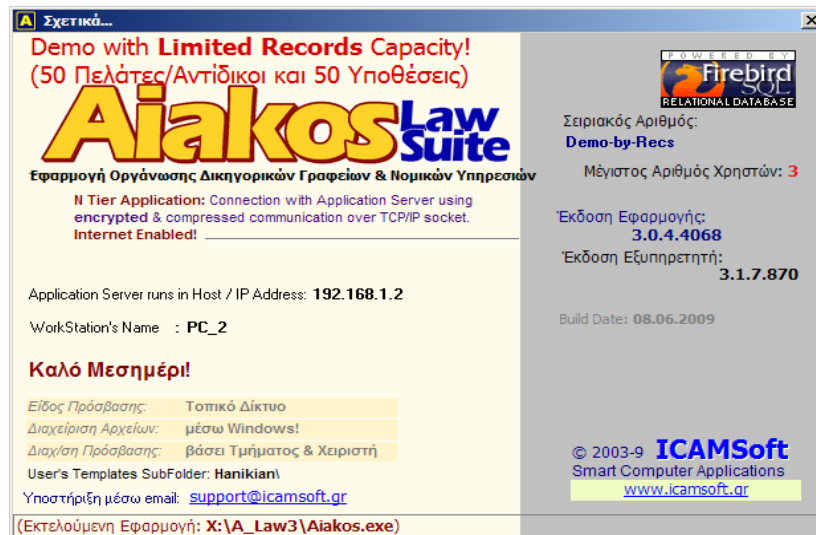 Σχετικά...
Demo with Limited Records Capacity!
(50 Πελάτες/Αντίδικοι και 50 Υποθέσεις)
Aiakos Law Suite
Εφαρμογή Οργάνωσης Δικηγορικών Γραφείων & Νομικών Υπηρεσιών
N Tier Application: Connection with Application Server using
encrypted & compressed communication over TCP/IP socket.
Internet Enabled!
Application Server runs in Host / IP Address: 192.168.1.2
WorkStation's Name : PC_2
Καλό Μεσημέρι!
Είδος Πρόσβασης: Τοπικό Δίκτυο
Διαχείριση Αρχείων: μέσω Windows!
Διαχ/ση Πρόσβασης: βάσει Τμήματος & Χειριστή
User's Templates SubFolder: Hanikian\
Υποστήριξη μέσω email: support@icamsoft.gr
POWERED BY
Firebird
SQL
RELATIONAL DATABASE
Σειριακός Αριθμός:
Demo-by-Recs
Μέγιστος Αριθμός Χρηστών: 3
Έκδοση Εφαρμογής:
3.0.4.4068
Έκδοση Εξυπηρετητή:
3.1.7.870
Build Date: 08.06.2009
© 2003-9 ICAMSoft
Smart Computer Applications
www.icamsoft.gr
(Εκτελούμενη Εφαρμογή: X:\A_Law3\Aiakos.exe)